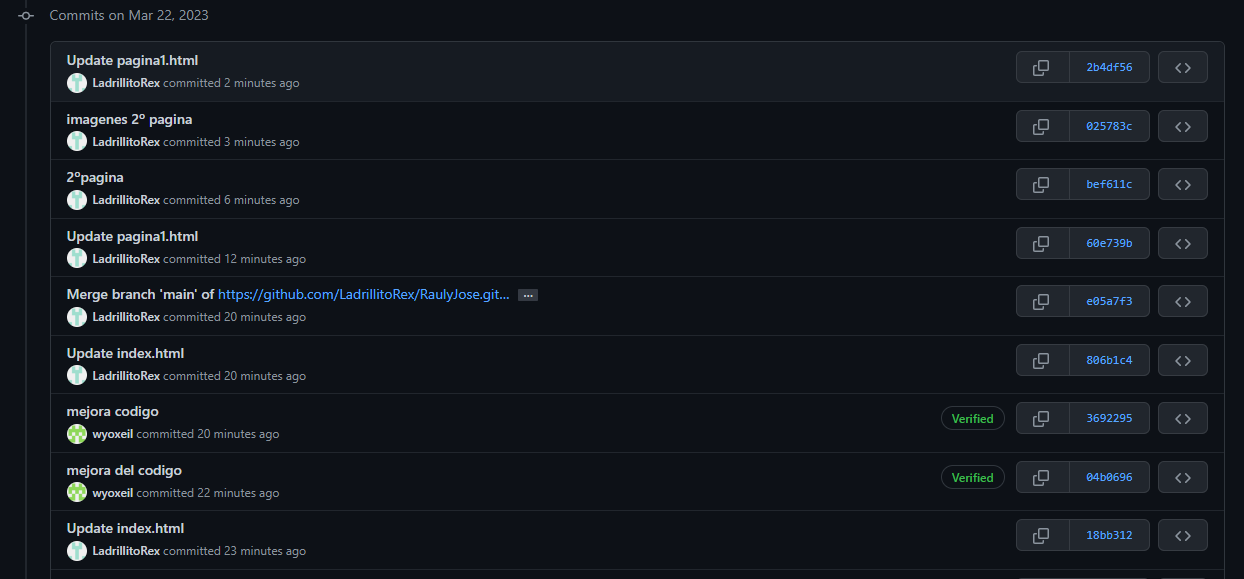 Commits on Mar 22, 2023
Update pagina1.html
LadrillitoRex committed 2 minutes ago
2b4df56
imagenes 2º pagina
LadrillitoRex committed 3 minutes ago
025783c
2ºpagina
LadrillitoRex committed 6 minutes ago
bef611c
Update pagina1.html
LadrillitoRex committed 12 minutes ago
60e739b
Merge branch 'main' of https://github.com/LadrillitoRex/RaulyJose.git... ...
LadrillitoRex committed 20 minutes ago
e05a7f3
Update index.html
LadrillitoRex committed 20 minutes ago
806b1c4
mejora codigo
wyoxeil committed 20 minutes ago
Verified 3692295
mejora del codigo
wyoxeil committed 22 minutes ago
Verified 04b0696
Update index.html
LadrillitoRex committed 23 minutes ago
18bb312